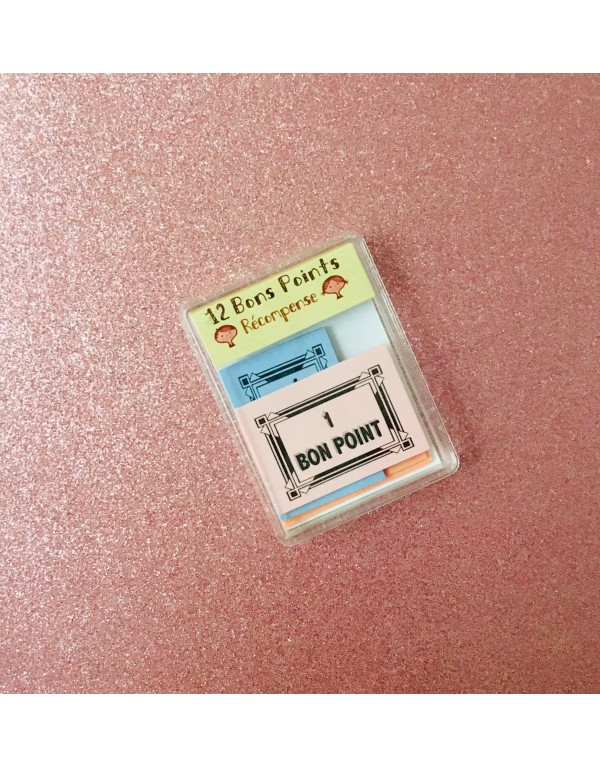 12 Bons Points
Récompense
1
BON POINT